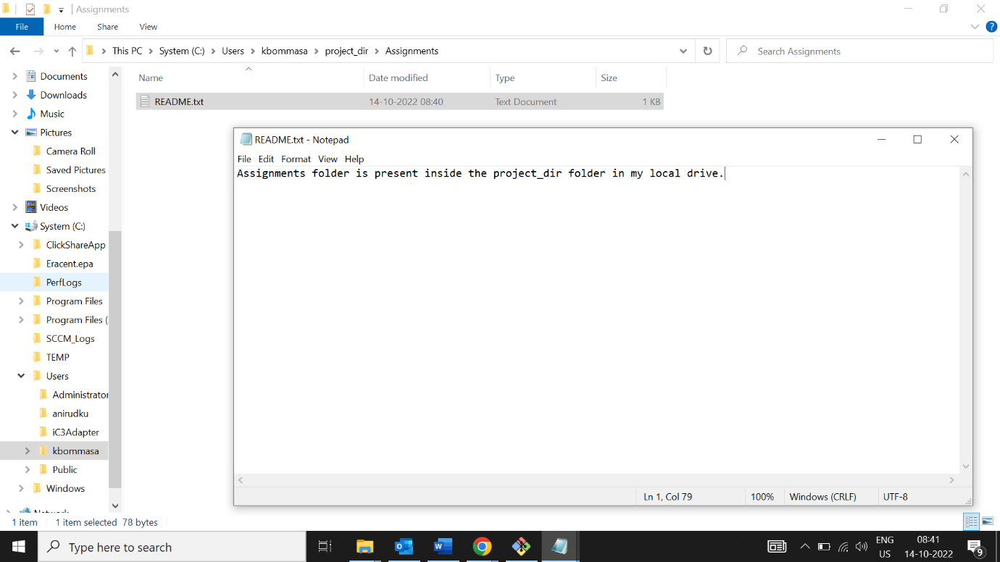 Assignments
File Home Share View
This PC System (C:) Users kbommasa project_dir Assignments
Search Assignments
Documents
Downloads
Music
Pictures
Camera Roll
Saved Pictures
Screenshots
Videos
System (C:)
ClickShareApp
Eracent.epa
PerfLogs
Program Files
Program Files (
SCCM_Logs
TEMP
Users
Administrator
anirudku
iC3Adapter
kbommasa
Public
Windows
Network
Name Date modified Type Size
README.txt 14-10-2022 08:40 Text Document 1 KB
README.txt - Notepad
File Edit Format View Help
Assignments folder is present inside the project_dir folder in my local drive.
Ln 1, Col 79 100% Windows (CRLF) UTF-8
1 item 1 item selected 78 bytes
Type here to search
ENG
US
08:41
14-10-2022
9